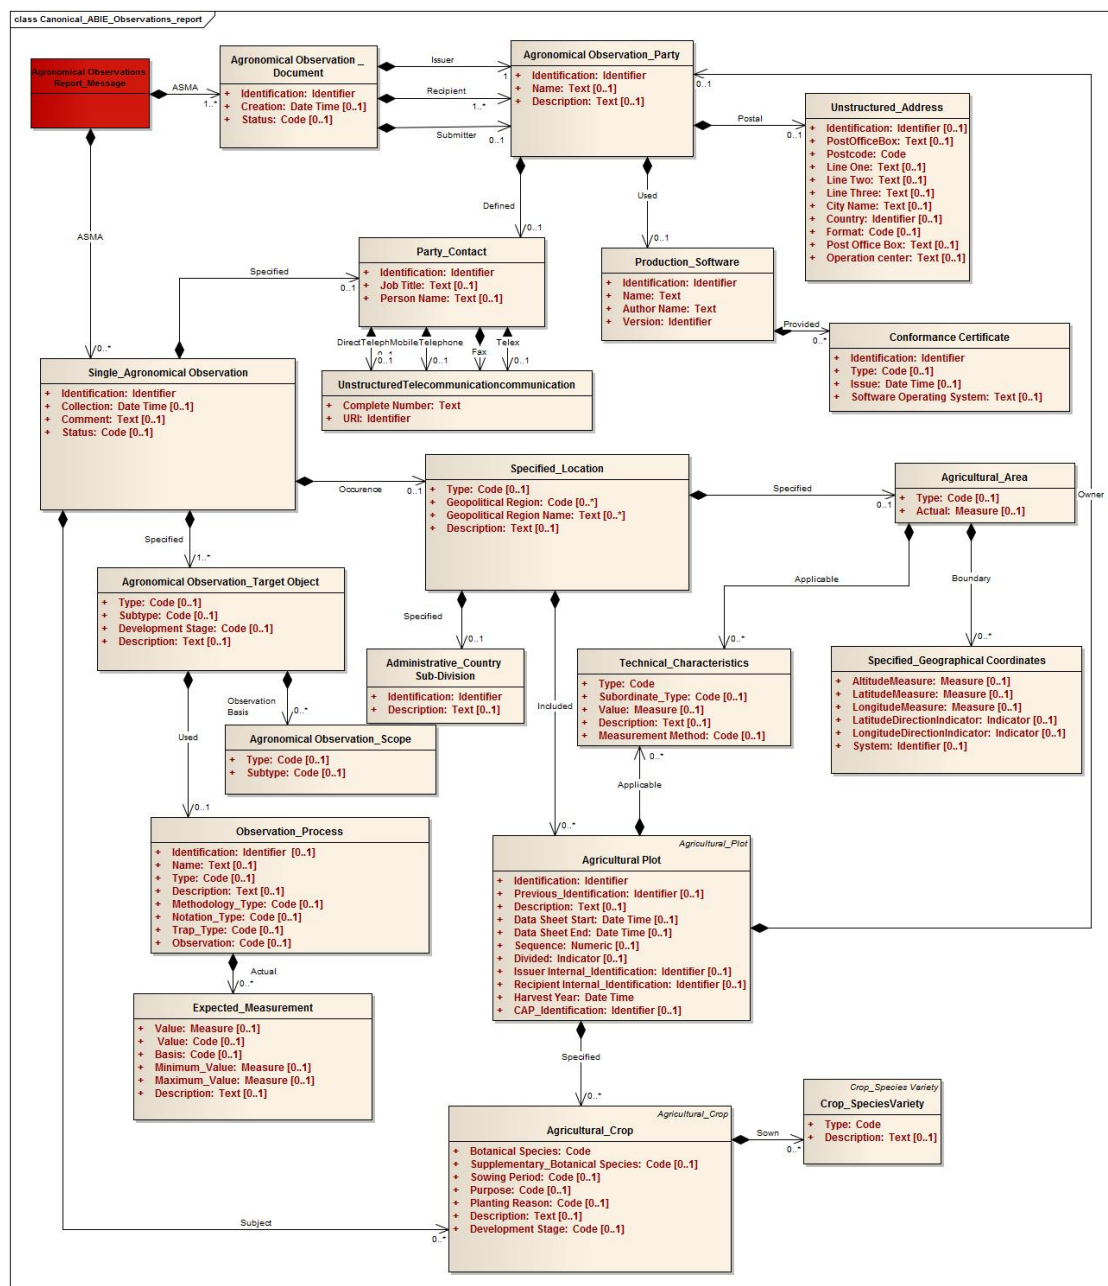 class Canonical_ABIE_Observations_report
Agronomical Observations
Report_Message
ASMA
1..*
Agronomical Observation _
Document
+ Identification: Identifier
+ Creation: Date Time [0..1]
+ Status: Code [0..1]
Issuer
1
Recipient
1..*
Submitter
0..1
Agronomical Observation_Party
+ Identification: Identifier
+ Name: Text [0..1]
+ Description: Text [0..1]
0..1
Postal
0..1
Unstructured_Address
+ Identification: Identifier [0..1]
+ PostOfficeBox: Text [0..1]
+ Postcode: Code
+ Line One: Text [0..1]
+ Line Two: Text [0..1]
+ Line Three: Text [0..1]
+ City Name: Text [0..1]
+ Country: Identifier [0..1]
+ Format: Code [0..1]
+ Post Office Box: Text [0..1]
+ Operation center: Text [0..1]
ASMA
0..*
Defined
0..1
Used
0..1
Specified
0..1
Party_Contact
+ Identification: Identifier
+ Job Title: Text [0..1]
+ Person Name: Text [0..1]
Production_Software
+ Identification: Identifier
+ Name: Text
+ Author Name: Text
+ Version: Identifier
Provided
0..*
Conformance Certificate
+ Identification: Identifier
+ Type: Code [0..1]
+ Issue: Date Time [0..1]
+ Software Operating System: Text [0..1]
DirectTelephMobileTelephone
Fax
Telex
0..1
0..1
0..1
0..1
0..1
UnstructuredTelecommunicationcommunication
+ Complete Number: Text
+ URI: Identifier
Single_Agronomical Observation
+ Identification: Identifier
+ Collection: Date Time [0..1]
+ Comment: Text [0..1]
+ Status: Code [0..1]
Occurence
0..1
Specified_Location
+ Type: Code [0..1]
+ Geopolitical Region: Code [0..*]
+ Geopolitical Region Name: Text [0..*]
+ Description: Text [0..1]
Specified
0..1
Agricultural_Area
+ Type: Code [0..1]
+ Actual: Measure [0..1]
Owner
Specified
1..*
Agronomical Observation_Target Object
+ Type: Code [0..1]
+ Subtype: Code [0..1]
+ Development Stage: Code [0..1]
+ Description: Text [0..1]
Applicable
0..*
Boundary
0..*
Specified
0..1
Administrative_Country
Sub-Division
+ Identification: Identifier
+ Description: Text [0..1]
Included
0..*
Technical_Characteristics
+ Type: Code
+ Subordinate_Type: Code [0..1]
+ Value: Measure [0..1]
+ Description: Text [0..1]
+ Measurement Method: Code [0..1]
Specified_Geographical Coordinates
+ AltitudeMeasure: Measure [0..1]
+ LatitudeMeasure: Measure [0..1]
+ LongitudeMeasure: Measure [0..1]
+ LatitudeDirectionIndicator: Indicator [0..1]
+ LongitudeDirectionIndicator: Indicator [0..1]
+ System: Identifier [0..1]
Observation
Basis
0..*
Agronomical Observation_Scope
+ Type: Code [0..1]
+ Subtype: Code [0..1]
Used
0..1
Applicable
0..*
Observation_Process
+ Identification: Identifier [0..1]
+ Name: Text [0..1]
+ Type: Code [0..1]
+ Description: Text [0..1]
+ Methodology_Type: Code [0..1]
+ Notation_Type: Code [0..1]
+ Trap_Type: Code [0..1]
+ Observation: Code [0..1]
Actual
0..*
Expected_Measurement
+ Value: Measure [0..1]
+ Value: Code [0..1]
+ Basis: Code [0..1]
+ Minimum_Value: Measure [0..1]
+ Maximum_Value: Measure [0..1]
+ Description: Text [0..1]
Agricultural_Plot
Agricultural Plot
+ Identification: Identifier
+ Previous_Identification: Identifier [0..1]
+ Description: Text [0..1]
+ Data Sheet Start: Date Time [0..1]
+ Data Sheet End: Date Time [0..1]
+ Sequence: Numeric [0..1]
+ Divided: Indicator [0..1]
+ Issuer Internal_Identification: Identifier [0..1]
+ Recipient Internal_Identification: Identifier [0..1]
+ Harvest Year: Date Time
+ CAP_Identification: Identifier [0..1]
Specified
0..*
Agricultural_Crop
Agricultural_Crop
+ Botanical Species: Code
+ Supplementary_Botanical Species: Code [0..1]
+ Sowing Period: Code [0..1]
+ Purpose: Code [0..1]
+ Planting Reason: Code [0..1]
+ Description: Text [0..1]
+ Development Stage: Code [0..1]
Sown
0..*
Crop_Species Variety
Crop_SpeciesVariety
+ Type: Code
+ Description: Text [0..1]
Subject
0..*